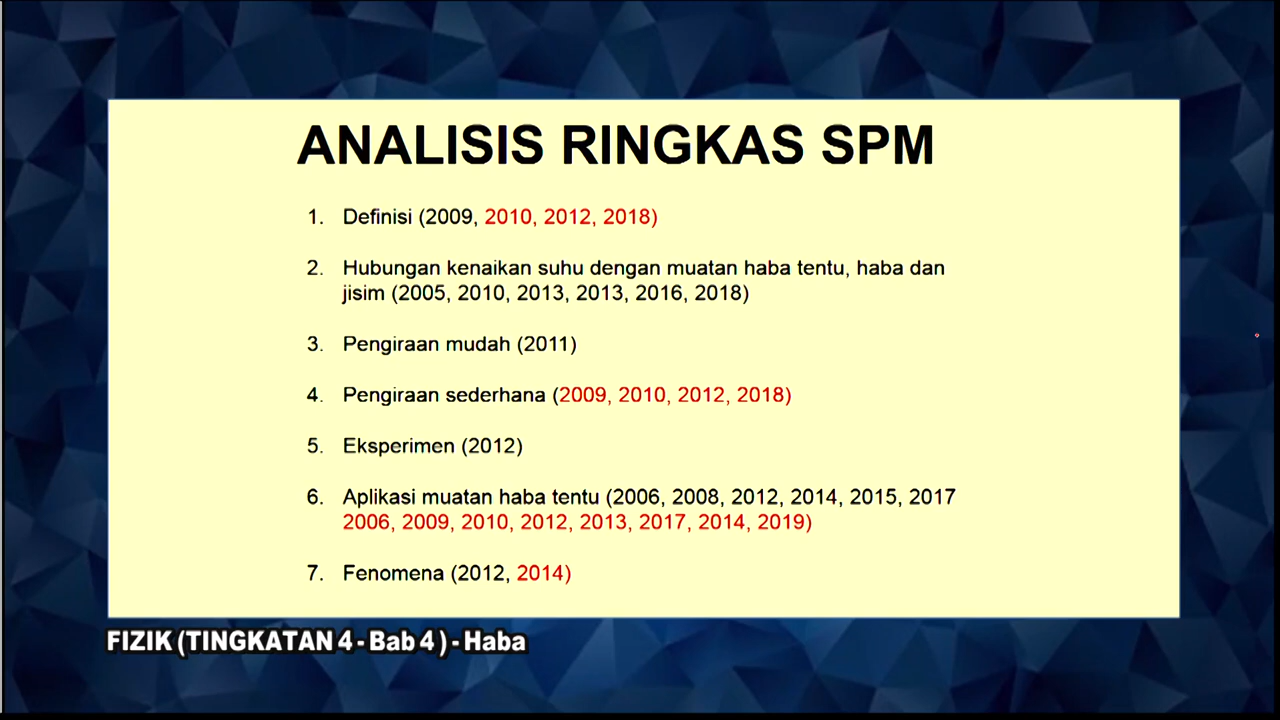 ANALISIS RINGKAS SPM
1. Definisi (2009, 2010, 2012, 2018)
2. Hubungan kenaikan suhu dengan muatan haba tentu, haba dan
jisim (2005, 2010, 2013, 2013, 2016, 2018)
3. Pengiraan mudah (2011)
4. Pengiraan sederhana (2009, 2010, 2012, 2018)
5. Eksperimen (2012)
6. Aplikasi muatan haba tentu (2006, 2008, 2012, 2014, 2015, 2017
2006, 2009, 2010, 2012, 2013, 2017, 2014, 2019)
7. Fenomena (2012, 2014)
FIZIK (TINGKATAN 4 - Bab 4 ) - Haba